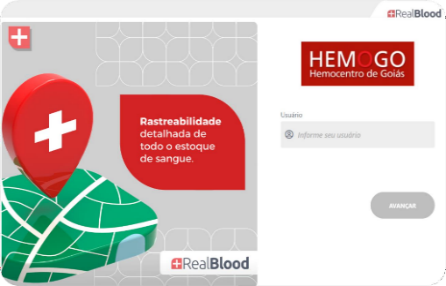 RealBlood
HEMOGO
Hemocentro de Goiás
Rastreabilidade
detalhada de
todo o estoque
de sangue.
Usuário
Informe seu usuário
AVANÇAR
RealBlood